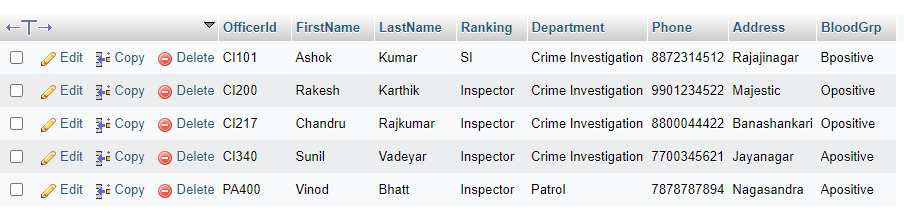 OfficerId FirstName LastName Ranking Department Phone Address BloodGrp
Edit Copy Delete CI101 Ashok Kumar SI Crime Investigation 8872314512 Rajajinagar Bpositive
Edit Copy Delete CI200 Rakesh Karthik Inspector Crime Investigation 9901234522 Majestic Opositive
Edit Copy Delete CI217 Chandru Rajkumar Inspector Crime Investigation 8800044422 Banashankari Opositive
Edit Copy Delete CI340 Sunil Vadeyar Inspector Crime Investigation 7700345621 Jayanagar Apositive
Edit Copy Delete PA400 Vinod Bhatt Inspector Patrol 7878787894 Nagasandra Apositive